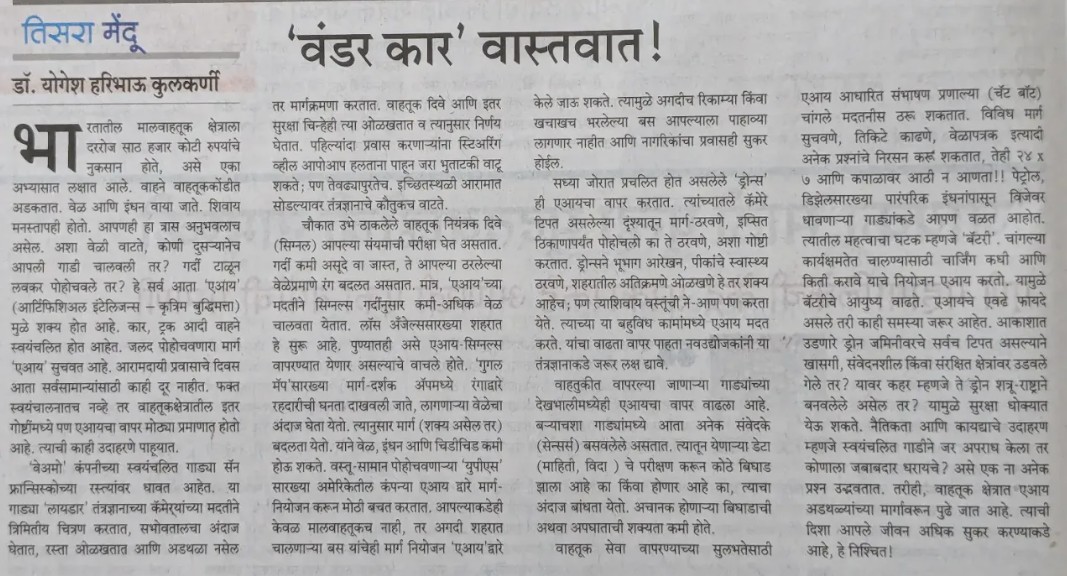 तिसरा मेंदू
'वंडर कार' वास्तवात!
डॉ. योगेश हरिभाऊ कुलकर्णी
भारतातील मालवाहतूक क्षेत्राला
दररोज साठ हजार कोटी रुपयांचे
नुकसान होते, असे एका
अभ्यासात लक्षात आले. वाहने वाहतूककोंडीत
अडकतात. वेळ आणि इंधन वाया जाते. शिवाय
मनस्तापही होतो. आपणही हा त्रास अनुभवलाच
असेल. अशा वेळी वाटते, कोणी दुसऱ्यानेच
आपली गाडी चालवली तर? गर्दी टाळून
लवकर पोहोचवले तर? हे सर्व आता 'एआय'
(आर्टिफिशिअल इंटेलिजन्स - कृत्रिम बुद्धिमत्ता)
मुळे शक्य होत आहे. कार, ट्रक आदी वाहने
स्वयंचलित होत आहेत. जलद पोहोचवणारा मार्ग
'एआय' सुचवत आहे. आरामदायी प्रवासाचे दिवस
आता सर्वसामान्यांसाठी काही दूर नाहीत. फक्त
स्वयंचालनातच नव्हे तर वाहतूकक्षेत्रातील इतर
गोष्टींमध्ये पण एआयचा वापर मोठ्या प्रमाणात होतो
आहे. त्याची काही उदाहरणे पाहूयात.
'वेअमो' कंपनीच्या स्वयंचलित गाड्या सॅन
फ्रान्सिस्कोच्या रस्त्यांवर धावत आहेत. या
गाड्या 'लायडार' तंत्रज्ञानाच्या कॅमेऱ्यांच्या मदतीने
त्रिमितीय चित्रण करतात, सभोवतालचा अंदाज
घेतात, रस्ता ओळखतात आणि अडथळा नसेल
तर मार्गक्रमणा करतात. वाहतूक दिवे आणि इतर
सुरक्षा चिन्हेही त्या ओळखतात व त्यानुसार निर्णय
घेतात. पहिल्यांदा प्रवास करणाऱ्यांना स्टिअरिंग
व्हील आपोआप हलताना पाहून जरा भुताटकी वाटू
शकते; पण तेवढ्यापुरतेच. इच्छितस्थळी आरामात
सोडल्यावर तंत्रज्ञानाचे कौतुकच वाटते.
चौकात उभे ठाकलेले वाहतूक नियंत्रक दिवे
(सिग्नल) आपल्या संयमाची परीक्षा घेत असतात.
गर्दी कमी असूदे वा जास्त, ते आपल्या ठरलेल्या
वेळेप्रमाणे रंग बदलत असतात. मात्र, 'एआय'च्या
मदतीने सिग्नल्स गर्दीनुसार कमी-अधिक वेळ
चालवता येतात. लॉस अँजेल्ससारख्या शहरात
हे सुरू आहे. पुण्यातही असे एआय-सिग्नल्स
वापरण्यात येणार असल्याचे वाचले होते. 'गुगल
मॅप'सारख्या मार्ग-दर्शक अ‍ॅपमध्ये रंगाद्वारे
रहदारीची घनता दाखवली जाते, लागणाऱ्या वेळेचा
अंदाज घेता येतो. त्यानुसार मार्ग (शक्य असेल तर)
बदलता येतो. याने वेळ, इंधन आणि चिडीचिड कमी
होऊ शकते. वस्तू-सामान पोहोचवणाऱ्या 'युपीएस'
सारख्या अमेरिकेतील कंपन्या एआय द्वारे मार्ग-
नियोजन करून मोठी बचत करतात. आपल्याकडेही
केवळ मालवाहतूकच नाही, तर अगदी शहरात
चालणाऱ्या बस यांचेही मार्ग नियोजन 'एआय'द्वारे
केले जाऊ शकते. त्यामुळे अगदीच रिकाम्या किंवा
खचाखच भरलेल्या बस आपल्याला पाहाव्या
लागणार नाहीत आणि नागरिकांचा प्रवासही सुकर
होईल.
सध्या जोरात प्रचलित होत असलेले 'ड्रोन्स'
ही एआयचा वापर करतात. त्यांच्यातले कॅमेरे
टिपत असलेल्या दृश्यातून मार्ग-ठरवणे, इप्सित
ठिकाणापर्यंत पोहोचलो का ते ठरवणे, अशा गोष्टी
करतात. ड्रोन्सने भूभाग आरेखन, पीकांचे स्वास्थ्य
ठरवणे, शहरातील अतिक्रमणे ओळखणे हे तर शक्य
आहेच; पण त्याशिवाय वस्तूंची ने-आण पण करता
येते. त्याच्या या बहुविध कामांमध्ये एआय मदत
करते. यांचा वाढता वापर पाहता नवउद्योजकांनी या
तंत्रज्ञानाकडे जरूर लक्ष द्यावे.
वाहतुकीत वापरल्या जाणाऱ्या गाड्यांच्या
देखभालीमध्येही एआयचा वापर वाढला आहे.
बऱ्याचशा गाड्यांमध्ये आता अनेक संवेदके
(सेन्सर्स) बसवलेले असतात. त्यातून येणाऱ्या डेटा
(माहिती, विदा ) चे परीक्षण करून कोठे बिघाड
झाला आहे का किंवा होणार आहे का, त्याचा
अंदाज बांधता येतो. अचानक होणाऱ्या बिघाडाची
अथवा अपघाताची शक्यता कमी होते.
वाहतूक सेवा वापरण्याच्या सुलभतेसाठी
एआय आधारित संभाषण प्रणाल्या (चॅट बॉट)
चांगले मदतनीस ठरू शकतात. विविध मार्ग
सुचवणे, तिकिटे काढणे, वेळापत्रक इत्यादी
अनेक प्रश्नांचे निरसन करू शकतात, तेही २४ x
७ आणि कपाळावर आठी न आणता!! पेट्रोल,
डिझेलसारख्या पारंपरिक इंधनांपासून विजेवर
धावणाऱ्या गाड्यांकडे आपण वळत आहोत.
त्यातील महत्वाचा घटक म्हणजे 'बॅटरी'. चांगल्या
कार्यक्षमतेत चालण्यासाठी चार्जिंग कधी आणि
किती करावे याचे नियोजन एआय करतो. यामुळे
बॅटरीचे आयुष्य वाढते. एआयचे एवढे फायदे
असले तरी काही समस्या जरूर आहेत. आकाशात
उडणारे ड्रोन जमिनीवरचे सर्वच टिपत असल्याने
खासगी, संवेदनशील किंवा संरक्षित क्षेत्रांवर उडवले
गेले तर? यावर कहर म्हणजे ते ड्रोन शत्रू-राष्ट्राने
बनवलेले असेल तर? यामुळे सुरक्षा धोक्यात
येऊ शकते. नैतिकता आणि कायद्याचे उदाहरण
म्हणजे स्वयंचलित गाडीने जर अपराध केला तर
कोणाला जबाबदार धरायचे? असे एक ना अनेक
प्रश्न उद्भवतात. तरीही, वाहतूक क्षेत्रात एआय
अडथळ्यांच्या मार्गावरून पुढे जात आहे. त्याची
दिशा आपले जीवन अधिक सुकर करण्याकडे
आहे, हे निश्चित!